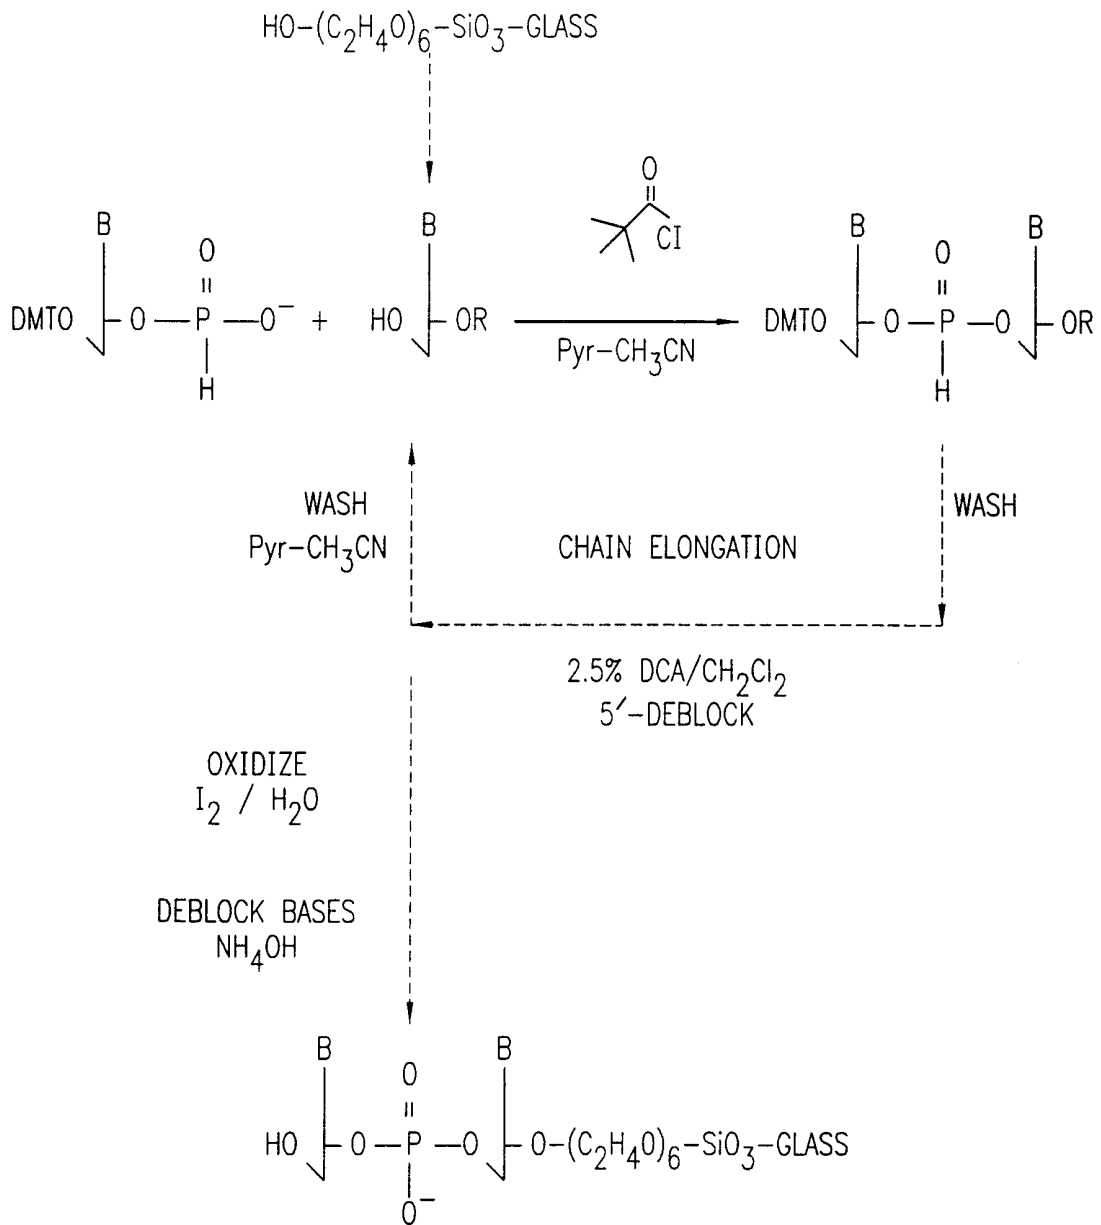 HO-(C₂H₄O)₆-SiO₃-GLASS
O
B B Cl B B
O O
DMTO O P O⁻ + HO OR DMTO O P O OR
Pyr-CH₃CN
H H
WASH WASH
Pyr-CH₃CN CHAIN ELONGATION
2.5% DCA/CH₂Cl₂
5′-DEBLOCK
OXIDIZE
I₂ / H₂O
DEBLOCK BASES
NH₄OH
B B
O
HO O P O O-(C₂H₄O)₆-SiO₃-GLASS
O⁻